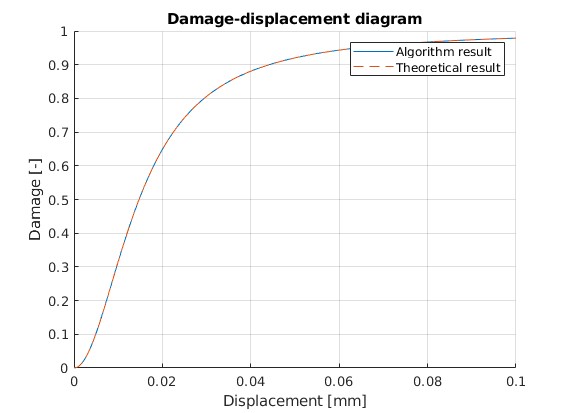 Damage-displacement diagram
Algorithm result
Theoretical result
Damage [-]
1
0.9
0.8
0.7
0.6
0.5
0.4
0.3
0.2
0.1
0
0 0.02 0.04 0.06 0.08 0.1
Displacement [mm]